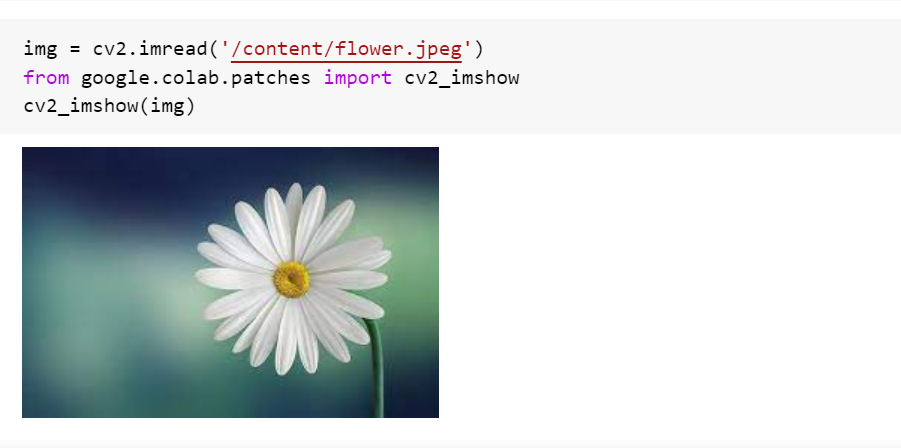 img = cv2.imread('/content/flower.jpeg')
from google.colab.patches import cv2_imshow
cv2_imshow(img)